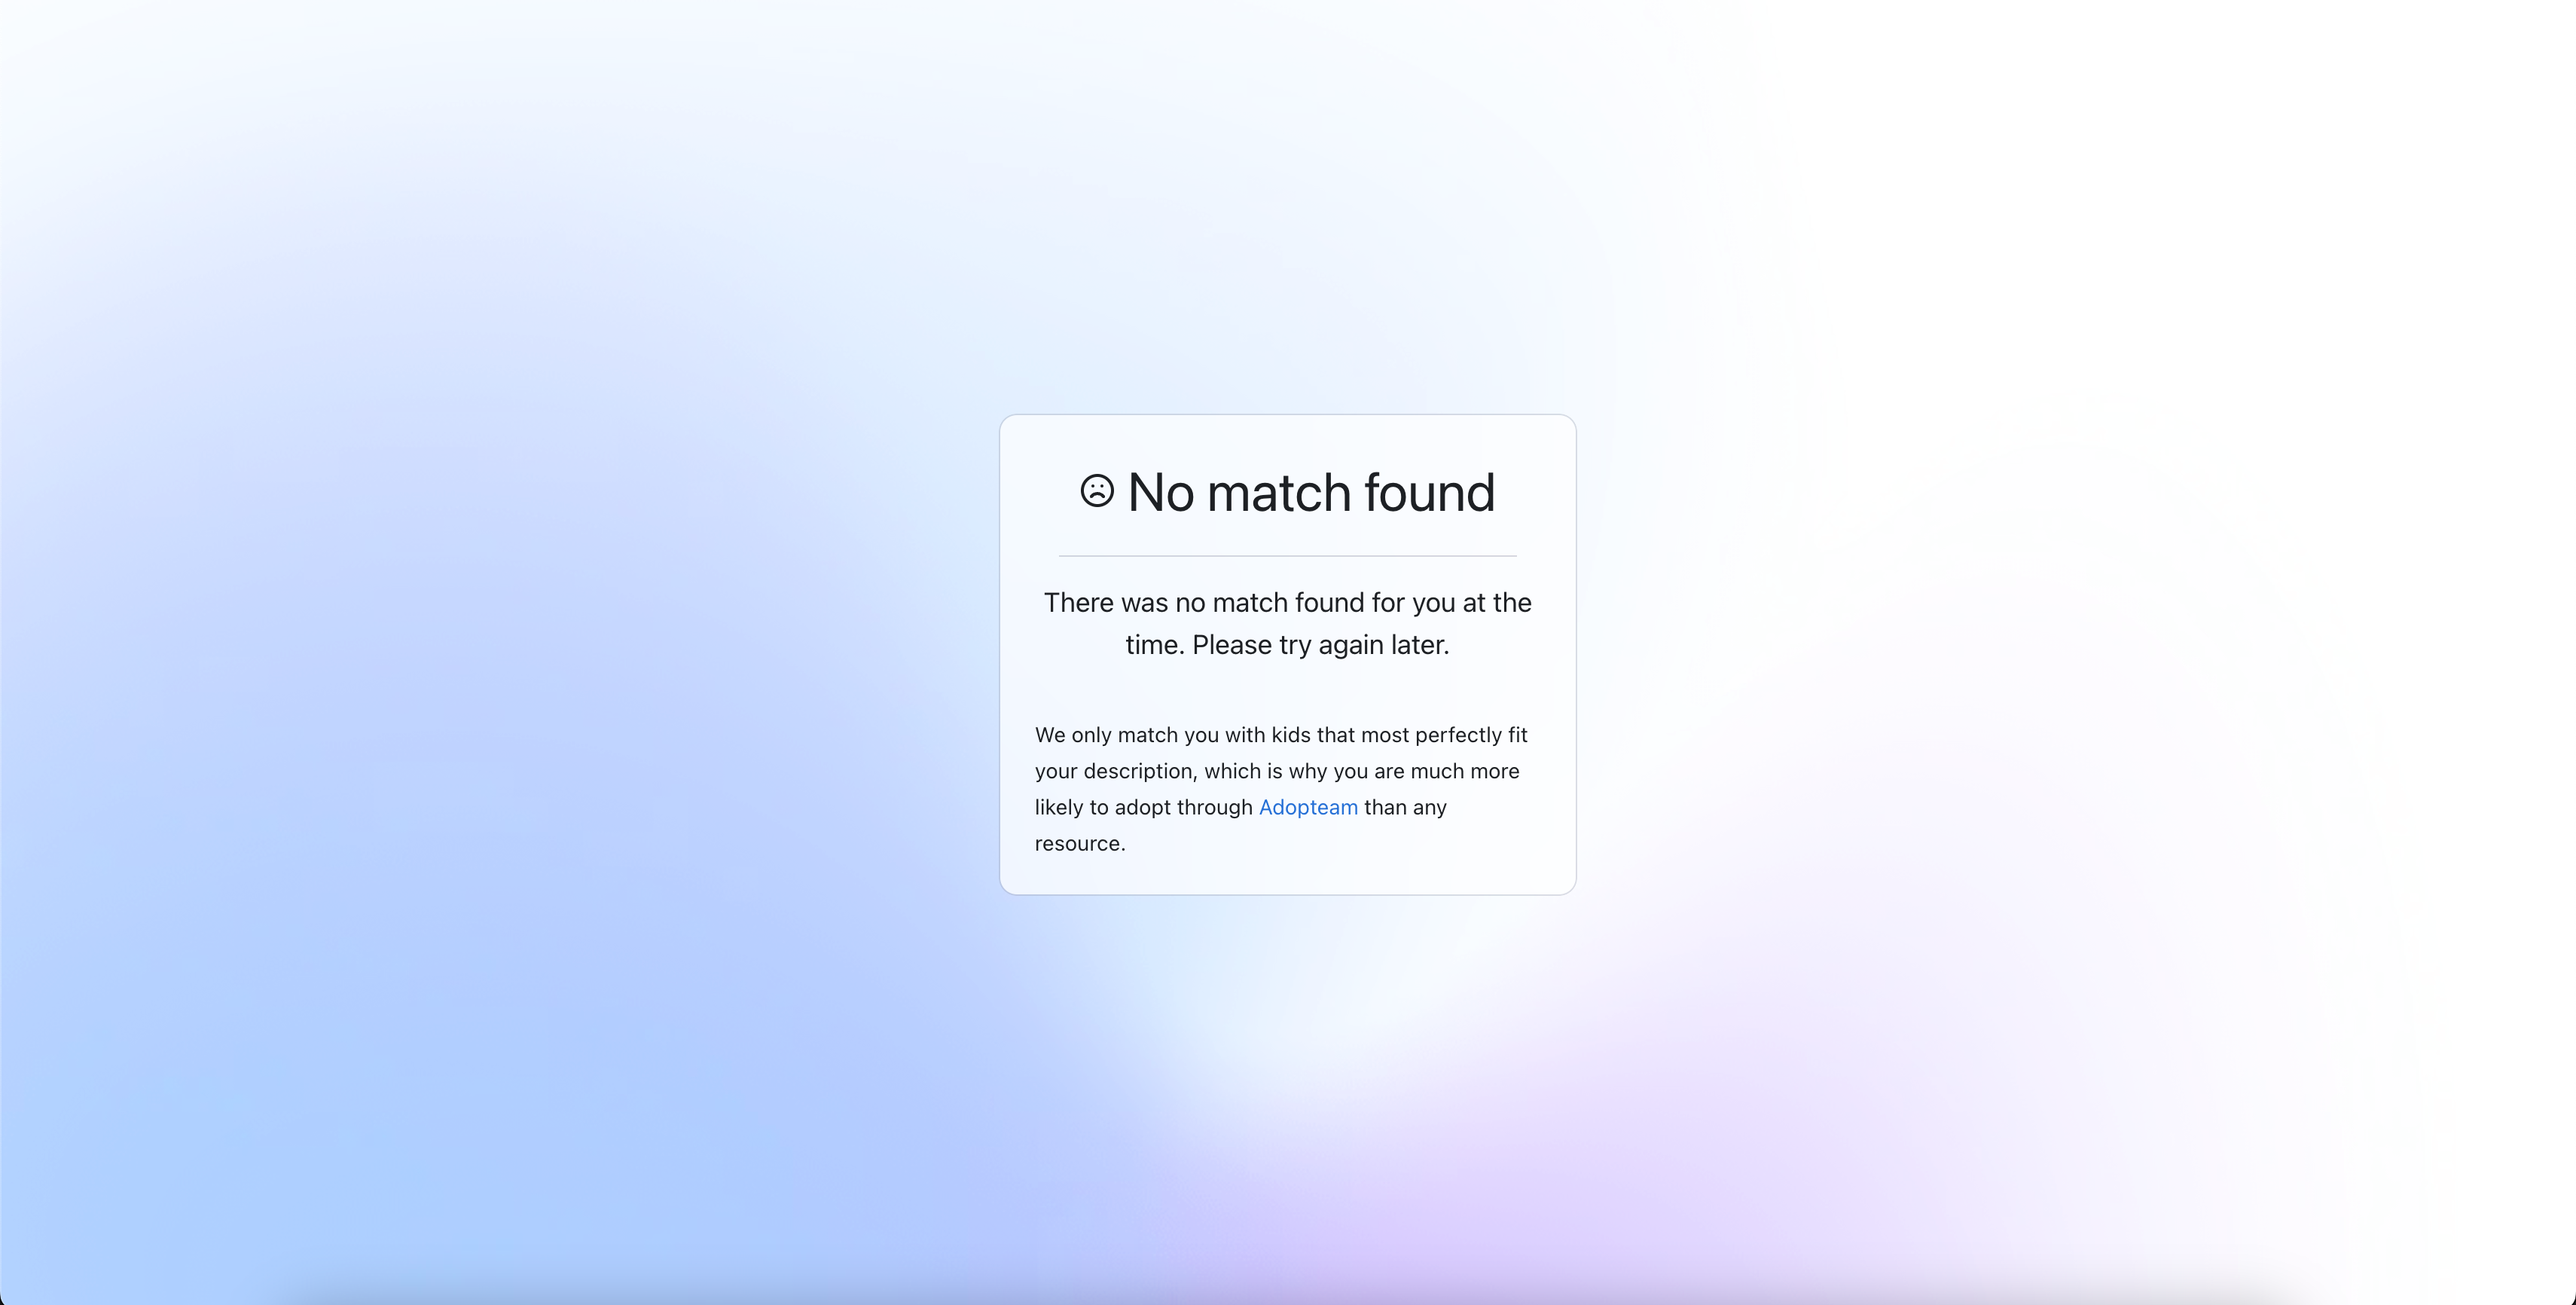 No match found
There was no match found for you at the
time. Please try again later.
We only match you with kids that most perfectly fit
your description, which is why you are much more
likely to adopt through Adopteam than any
resource.